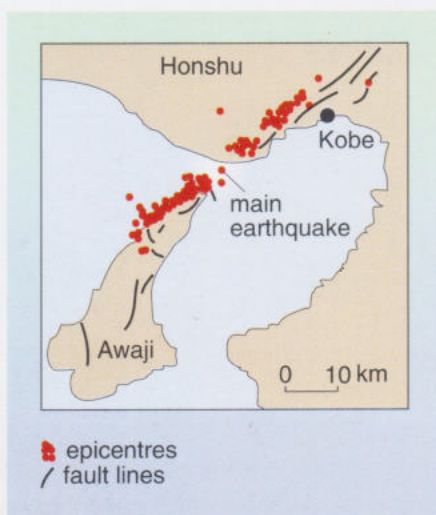 Honshu
Kobe
main
earthquake
Awaji
0 10 km
epicentres
fault lines